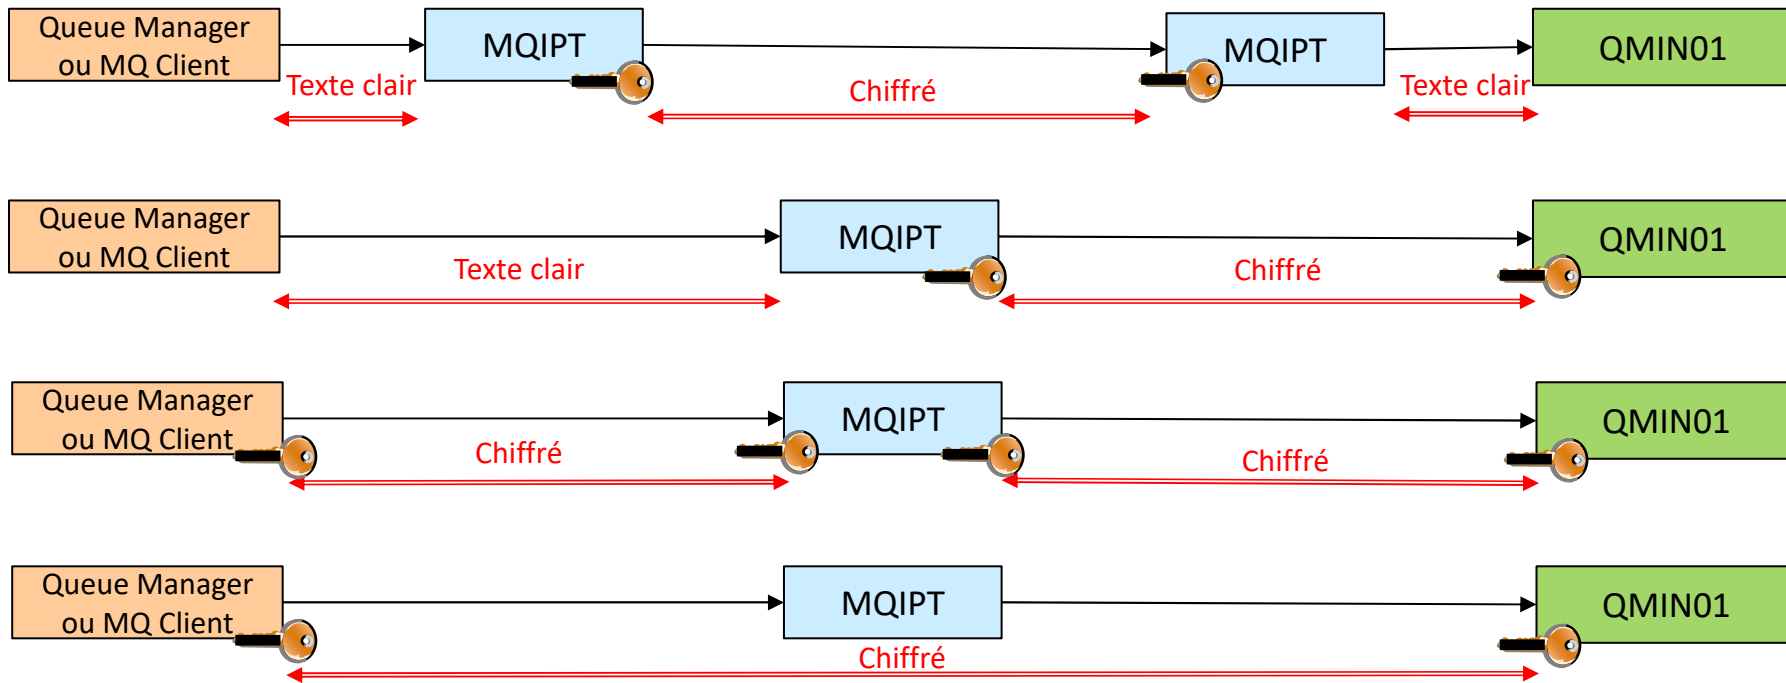 Queue Manager
ou MQ Client
MQIPT
MQIPT
QMIN01
Texte clair
Chiffré
Texte clair
Queue Manager
ou MQ Client
MQIPT
QMIN01
Texte clair
Chiffré
Queue Manager
ou MQ Client
MQIPT
QMIN01
Chiffré
Chiffré
Queue Manager
ou MQ Client
MQIPT
QMIN01
Chiffré